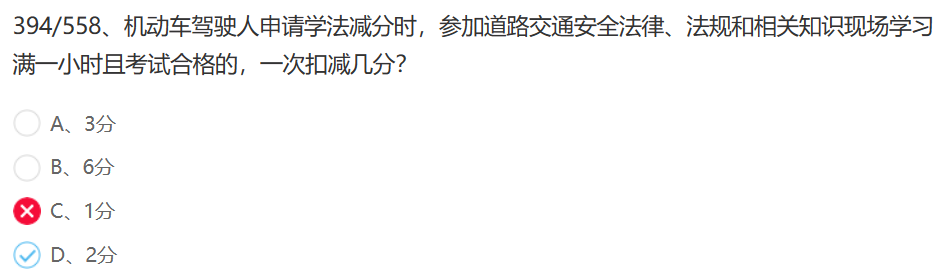 394/558、机动车驾驶人申请学法减分时，参加道路交通安全法律、法规和相关知识现场学习
满一小时且考试合格的，一次扣减几分？
A、3分
B、6分
C、1分
D、2分